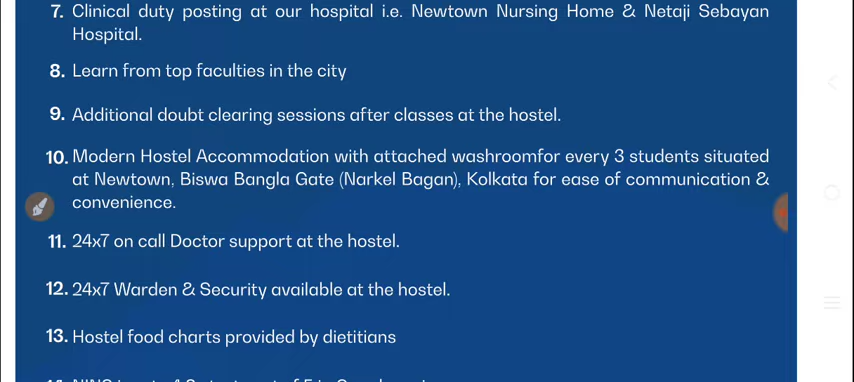 7. Clinical duty posting at our hospital i.e. Newtown Nursing Home & Netaji Sebayan
Hospital.
8. Learn from top faculties in the city
9. Additional doubt clearing sessions after classes at the hostel.
10. Modern Hostel Accommodation with attached washroomfor every 3 students situated
at Newtown, Biswa Bangla Gate (Narkel Bagan), Kolkata for ease of communication &
convenience.
11. 24x7 on call Doctor support at the hostel.
12. 24x7 Warden & Security available at the hostel.
13. Hostel food charts provided by dietitians